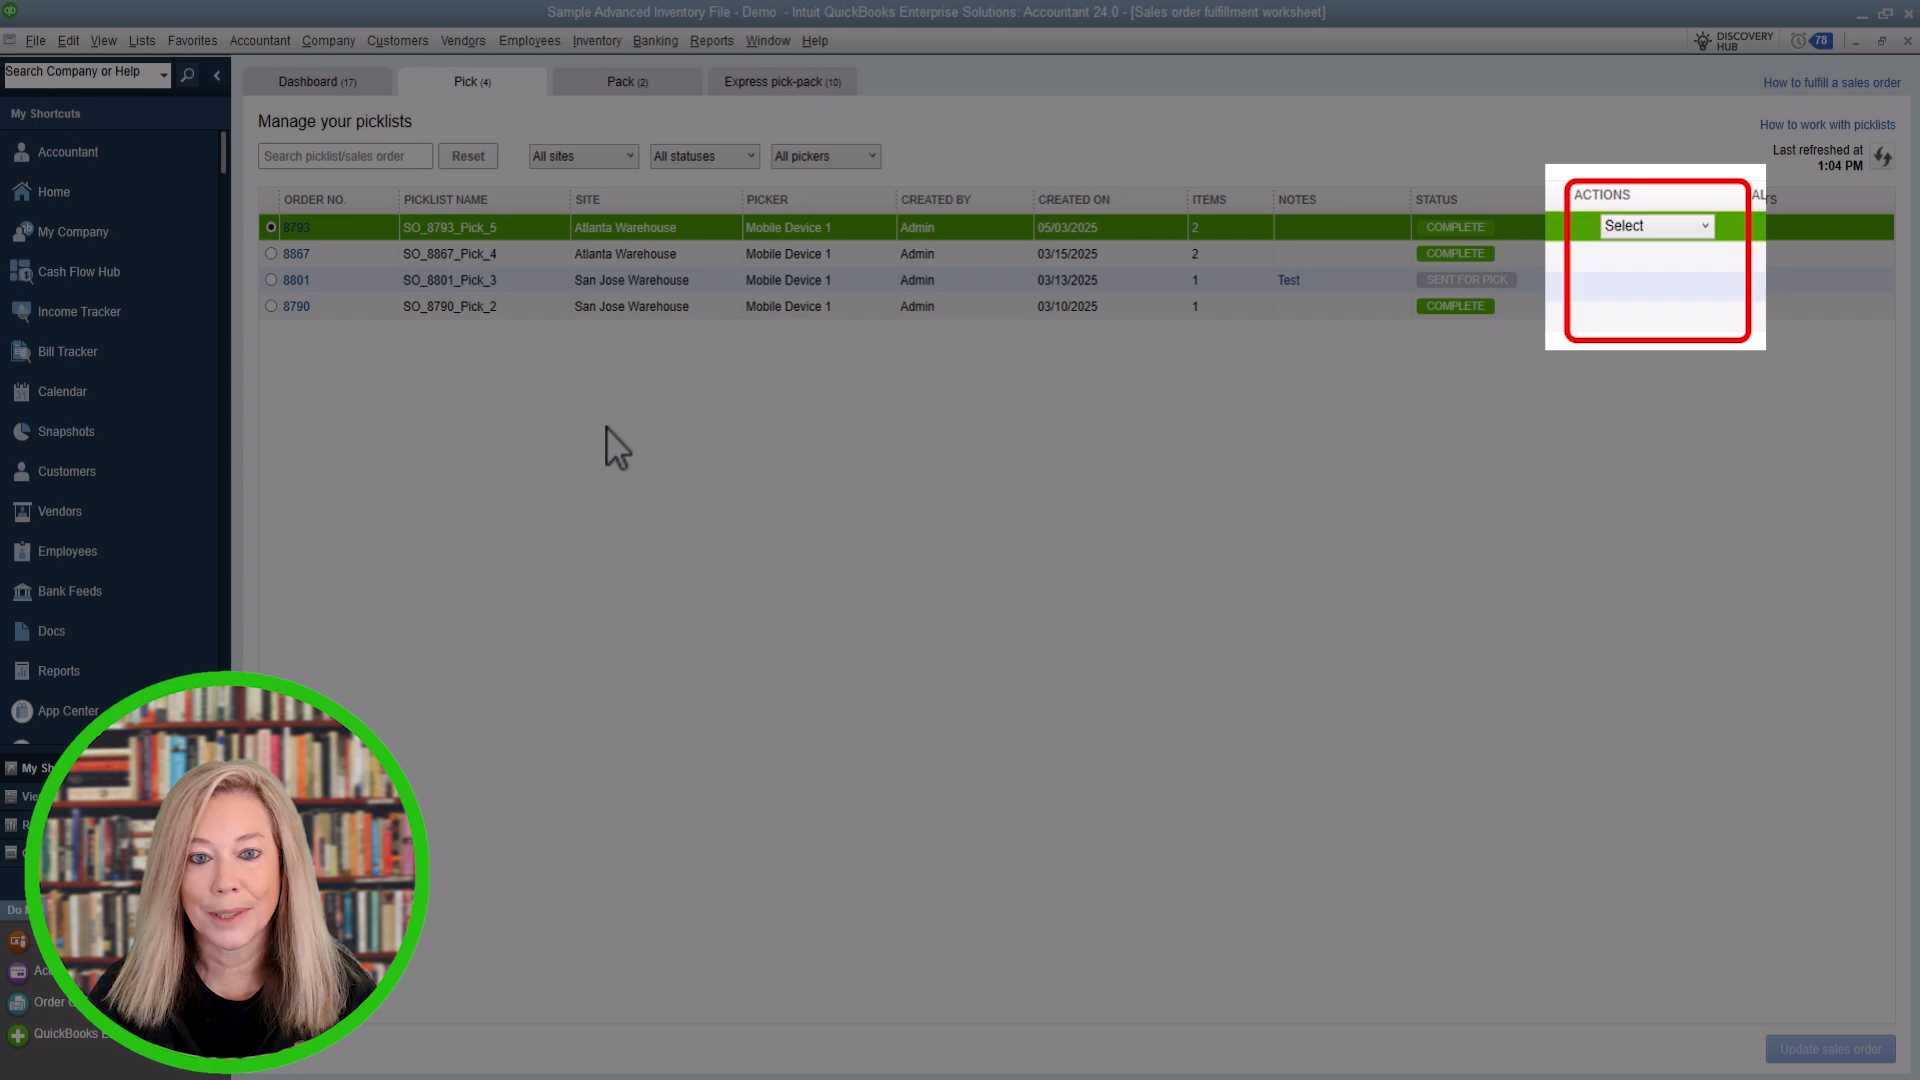 Sample Advanced Inventory File - Demo - Intuit QuickBooks Enterprise Solutions: Accountant 24.0 - [Sales order fulfillment worksheet]
File Edit View Lists Favorites Accountant Company Customers Vendors Employees Inventory Banking Reports Window Help
DISCOVERY HUB 78
Search Company or Help
My Shortcuts
Accountant
Home
My Company
Cash Flow Hub
Income Tracker
Bill Tracker
Calendar
31
Snapshots
Customers
Vendors
Employees
Bank Feeds
Docs
Reports
App Center
My Sh
Vie
Order
QuickBooks
Dashboard (17) Pick (4) Pack (2) Express pick-pack (10)
How to fulfill a sales order
Manage your picklists
How to work with picklists
Search picklist/sales order Reset All sites All statuses All pickers
Last refreshed at
1:04 PM
ORDER NO. PICKLIST NAME SITE PICKER CREATED BY CREATED ON ITEMS NOTES STATUS ACTIONS
8793 SO_8793_Pick_5 Atlanta Warehouse Mobile Device 1 Admin 05/03/2025 2 COMPLETE Select
8867 SO_8867_Pick_4 Atlanta Warehouse Mobile Device 1 Admin 03/15/2025 2 COMPLETE
8801 SO_8801_Pick_3 San Jose Warehouse Mobile Device 1 Admin 03/13/2025 1 Test SENT FOR PICK
8790 SO_8790_Pick_2 San Jose Warehouse Mobile Device 1 Admin 03/10/2025 1 COMPLETE
Update sales order